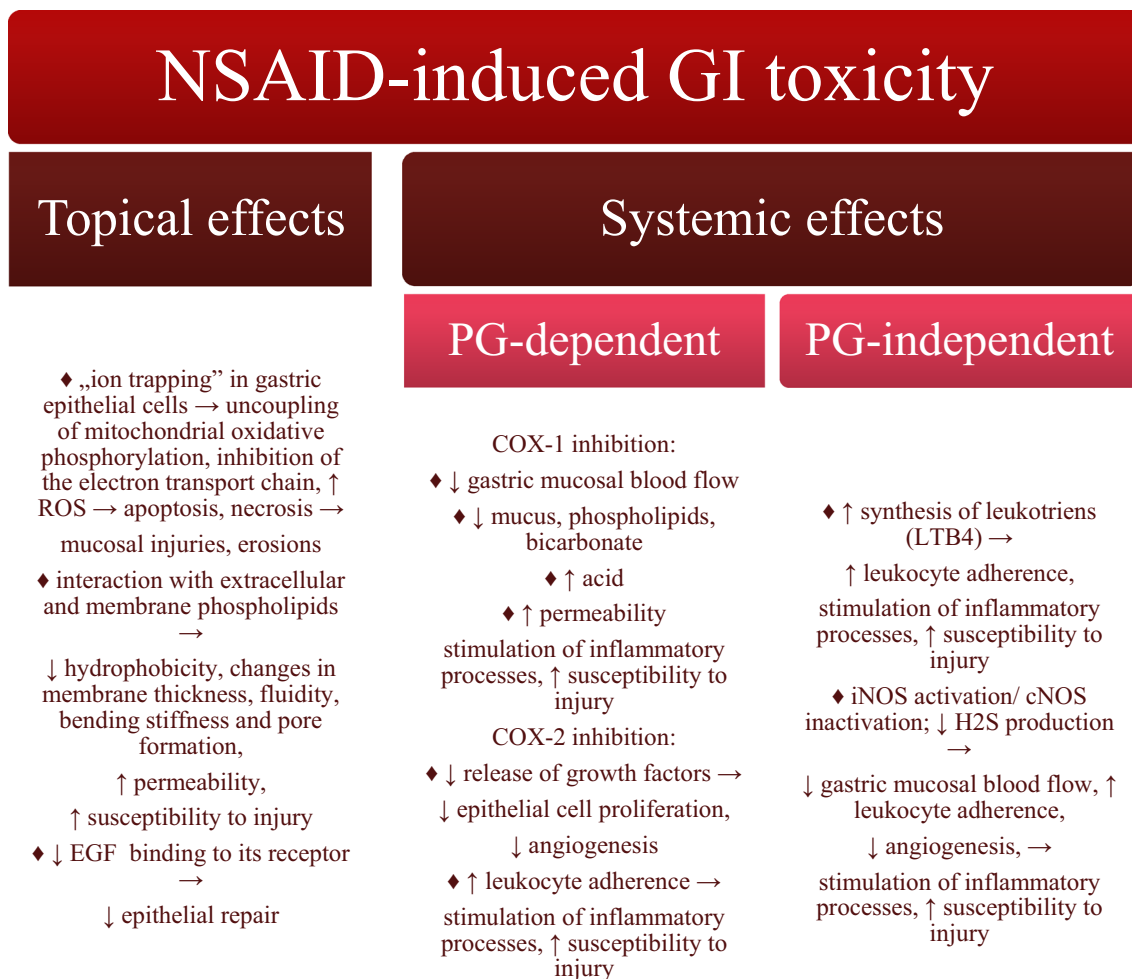 NSAID-induced GI toxicity
Topical effects
Systemic effects
PG-dependent
PG-independent
♦ „ion trapping” in gastric
epithelial cells → uncoupling
of mitochondrial oxidative
phosphorylation, inhibition of
the electron transport chain, ↑
ROS → apoptosis, necrosis →
mucosal injuries, erosions
♦ interaction with extracellular
and membrane phospholipids
→
↓ hydrophobicity, changes in
membrane thickness, fluidity,
bending stiffness and pore
formation,
↑ permeability,
↑ susceptibility to injury
♦ ↓ EGF binding to its receptor
→
↓ epithelial repair
COX-1 inhibition:
♦ ↓ gastric mucosal blood flow
♦ ↓ mucus, phospholipids,
bicarbonate
♦ ↑ acid
♦ ↑ permeability
stimulation of inflammatory
processes, ↑ susceptibility to
injury
COX-2 inhibition:
♦ ↓ release of growth factors →
↓ epithelial cell proliferation,
↓ angiogenesis
♦ ↑ leukocyte adherence →
stimulation of inflammatory
processes, ↑ susceptibility to
injury
♦ ↑ synthesis of leukotriens
(LTB4) →
↑ leukocyte adherence,
stimulation of inflammatory
processes, ↑ susceptibility to
injury
♦ iNOS activation/ cNOS
inactivation; ↓ H2S production
→
↓ gastric mucosal blood flow, ↑
leukocyte adherence,
↓ angiogenesis, →
stimulation of inflammatory
processes, ↑ susceptibility to
injury